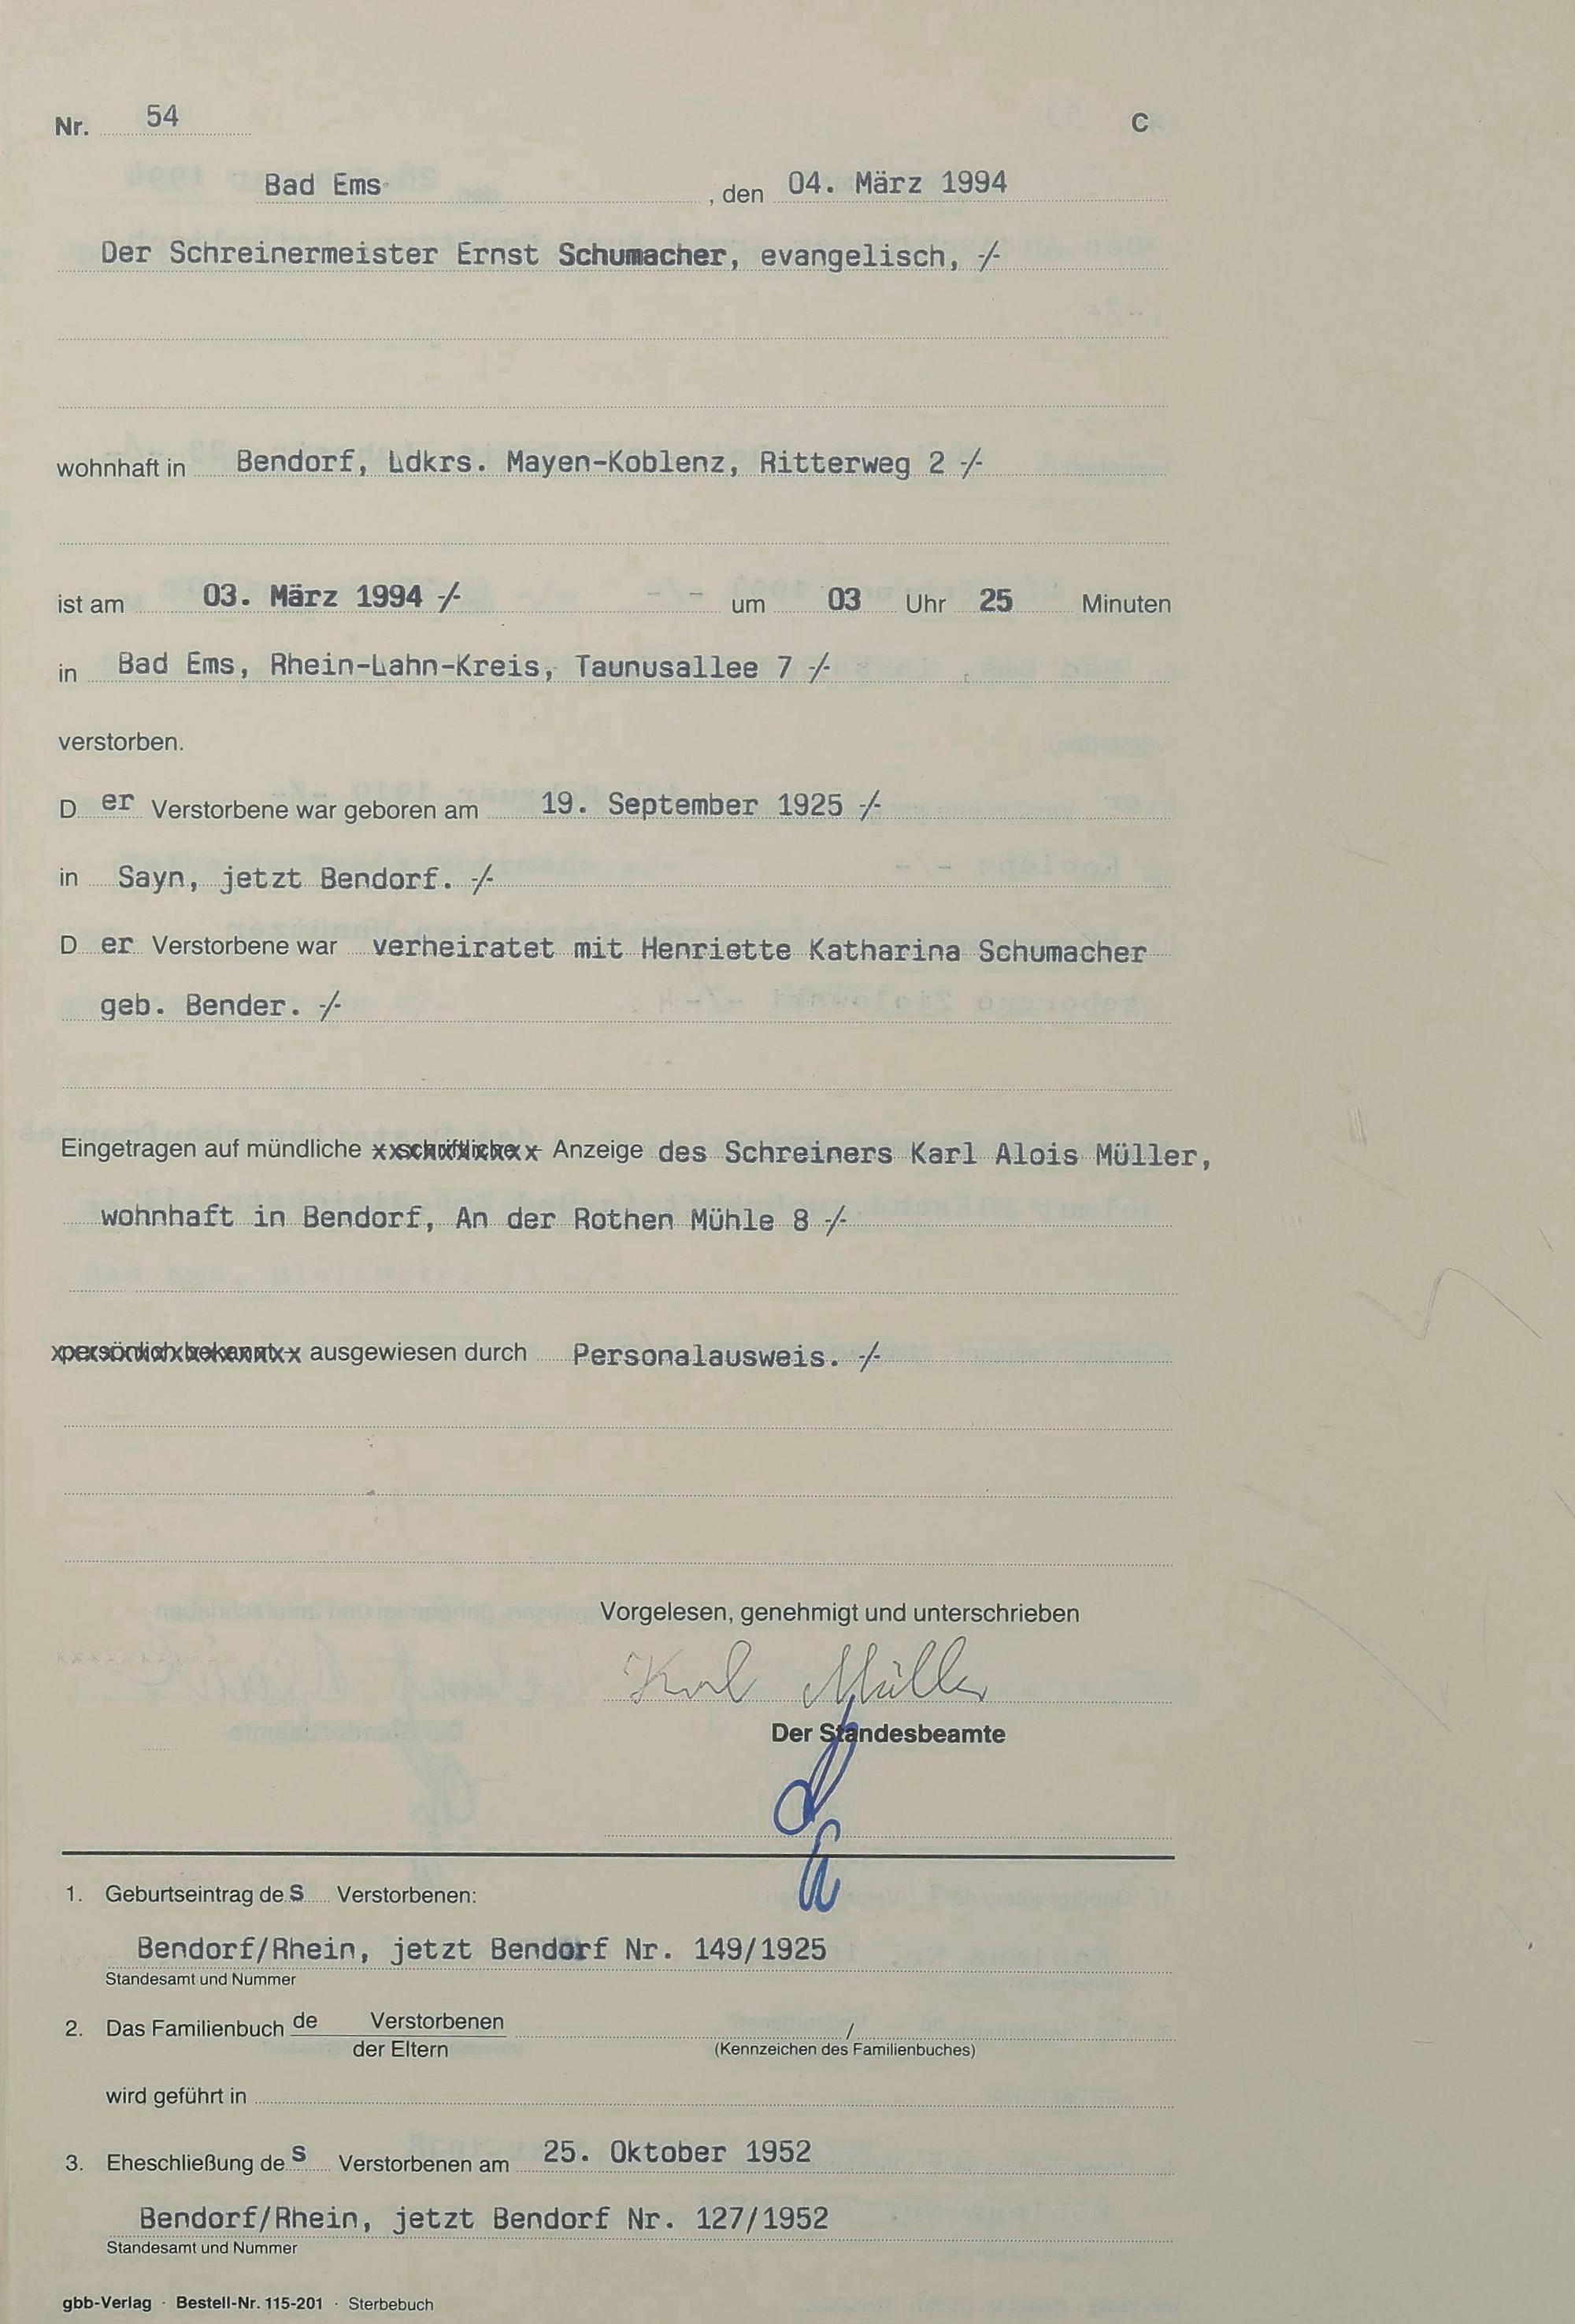 Nr. 54 C
Bad Ems , den 04. März 1994
Der Schreinermeister Ernst Schumacher, evangelisch, -/-
wohnhaft in Bendorf, Ldkrs. Mayen-Koblenz, Ritterweg 2 -/-
ist am 03. März 1994 -/- um 03 Uhr 25 Minuten
in Bad Ems, Rhein-Lahn-Kreis, Taunusallee 7 -/-
verstorben.
D er Verstorbene war geboren am 19. September 1925 -/-
in Sayn, jetzt Bendorf. -/-
D er Verstorbene war verheiratet mit Henriette Katharina Schumacher
geb. Bender. -/-
Eingetragen auf mündliche schriftliche Anzeige des Schreiners Karl Alois Müller,
wohnhaft in Bendorf, An der Rothen Mühle 8 -/-
persönlich bekannt ausgewiesen durch Personalausweis. -/-
Vorgelesen, genehmigt und unterschrieben
Karl Müller
Der Standesbeamte
1. Geburtseintrag des Verstorbenen:
Bendorf/Rhein, jetzt Bendorf Nr. 149/1925
Standesamt und Nummer
2. Das Familienbuch de Verstorbenen /
der Eltern (Kennzeichen des Familienbuches)
wird geführt in
3. Eheschließung des Verstorbenen am 25. Oktober 1952
Bendorf/Rhein, jetzt Bendorf Nr. 127/1952
Standesamt und Nummer
gbb-Verlag · Bestell-Nr. 115-201 · Sterbebuch